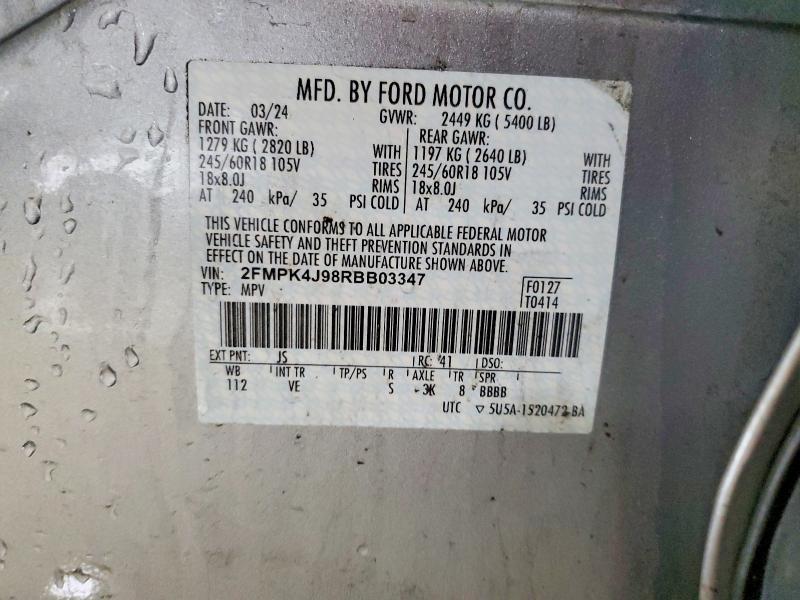 MFD. BY FORD MOTOR CO.
DATE: 03/24 GVWR: 2449 KG ( 5400 LB)
FRONT GAWR: REAR GAWR:
1279 KG ( 2820 LB) WITH 1197 KG ( 2640 LB) WITH
245/60R18 105V TIRES 245/60R18 105V TIRES
18x8.0J RIMS 18x8.0J RIMS
AT 240 kPa/ 35 PSI COLD AT 240 kPa/ 35 PSI COLD
THIS VEHICLE CONFORMS TO ALL APPLICABLE FEDERAL MOTOR
VEHICLE SAFETY AND THEFT PREVENTION STANDARDS IN
EFFECT ON THE DATE OF MANUFACTURE SHOWN ABOVE.
VIN: 2FMPK4J98RBB03347 F0127
TYPE: MPV T0414
EXT PNT: JS RC: 41 DSO:
WB INT TR TP/PS R AXLE TR SPR
112 VE S 3K 8 BBBB
UTC ▽ 5U5A-1520472-BA